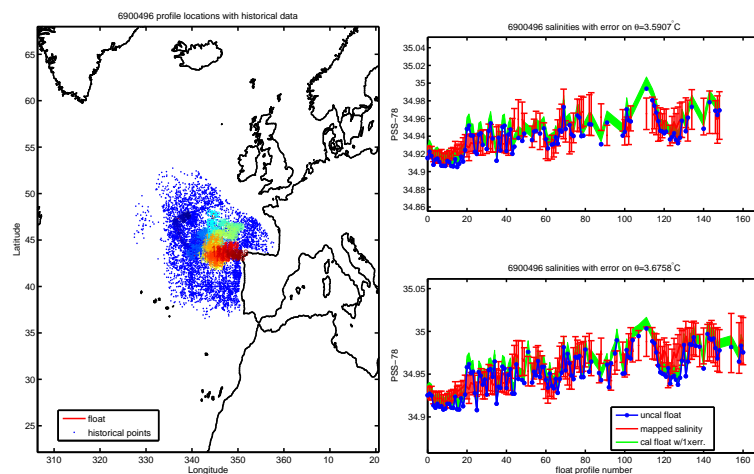 6900496 profile locations with historical data
65
60
55
50
45
40
35
30
25
Latitude
310
320
330
340
350
0
10
20
Longitude
float
historical points
6900496 salinities with error on θ=3.5907°C
35.04
35.02
35
34.98
34.96
34.94
34.92
34.9
34.88
34.86
PSS-78
0 20 40 60 80 100 120 140 160
6900496 salinities with error on θ=3.6758°C
35.05
35
34.95
34.9
PSS-78
0 20 40 60 80 100 120 140 160
float profile number
uncal float
mapped salinity
cal float w/1xerr.